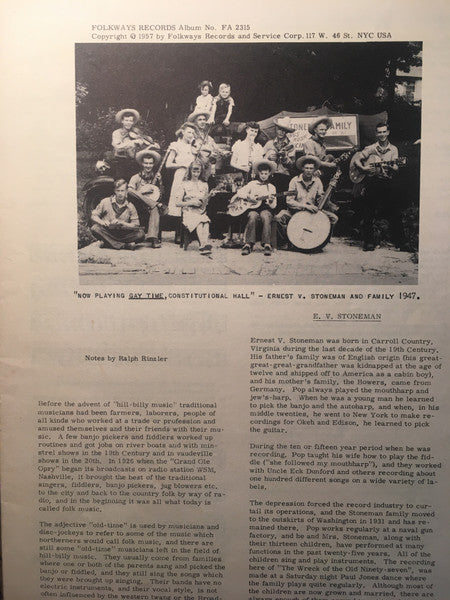 FOLKWAYS RECORDS Album No. FA 2315
Copyright © 1957 by Folkways Records and Service Corp. 117 W. 46 St. NYC USA
FAMILY
"NOW PLAYING GAY TIME, CONSTITUTIONAL HALL" - ERNEST V. STONEMAN AND FAMILY 1947.
Notes by Ralph Rinzler
Before the advent of "hill-billy music" traditional
musicians had been farmers, laborers, people of
all kinds who worked at a trade or profession and
amused themselves and their friends with their mu-
sic. A few banjo pickers and fiddlers worked up
routines and got jobs on river boats and with min-
strel shows in the 19th Century and in vaudeville
shows in the 20th. In 1926 when the "Grand Ole
Opry" began its broadcasts on radio station WSM,
Nashville, it brought the best of the traditional
singers, fiddlers, banjo pickers, jug blowers etc.
to the city and back to the country folk by way of ra-
dio, and in the beginning it was all what today is
called folk music.
The adjective "old-time" is used by musicians and
disc-jockeys to refer to some of the music which
northerners would call folk music, and there are
still some "old-time" musicians left in the field of
hill-billy music. They usually come from families
where one or both of the parents sang and picked the
banjo or fiddled, and they still sing the songs which
they were brought up singing. Their bands have no
electric instruments, and their vocal style, is not
often influenced by the western twang or the Broad-
E. V. STONEMAN
Ernest V. Stoneman was born in Carroll Country,
Virginia during the last decade of the 19th Century.
His father's family was of English origin (his great-
great-great-grandfather was kidnapped at the age of
twelve and shipped off to America as a cabin boy),
and his mother's family, the Bowers, came from
Germany. Pop always played the mouthharp and
jew's-harp. When he was a young man he learned
to pick the banjo and the autoharp, and when, in his
middle twenties, he went to New York to make re-
cordings for Okeh and Edison, he learned to pick
the guitar.
During the ten or fifteen year period when he was
recording, Pop taught his wife how to play the fid-
dle ("she followed my mouthharp"), and they worked
with Uncle Eck Dunford and others recording about
one hundred different songs on a wide variety of la-
bels.
The depression forced the record industry to cur-
tail its operations, and the Stoneman family moved
to the outskirts of Washington in 1931 and has re-
mained there. Pop works regularly at a naval gun
factory, and he and Mrs. Stoneman, along with
their thirteen children, have performed at many
functions in the past twenty-five years. All of the
children sing and play instruments. The recording
here of "The Wreck of the Old Ninety-seven", was
made at a Saturday night Paul Jones dance where
the family plays quite regularly. Although most of
the children are now grown and married, there are